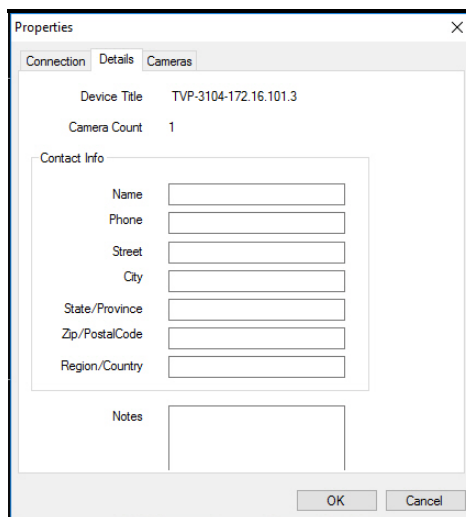 Properties
Connection Details Cameras
Device Title TVP-3104-172.16.101.3
Camera Count 1
Contact Info
Name
Phone
Street
City
State/Province
Zip/PostalCode
Region/Country
Notes
OK Cancel